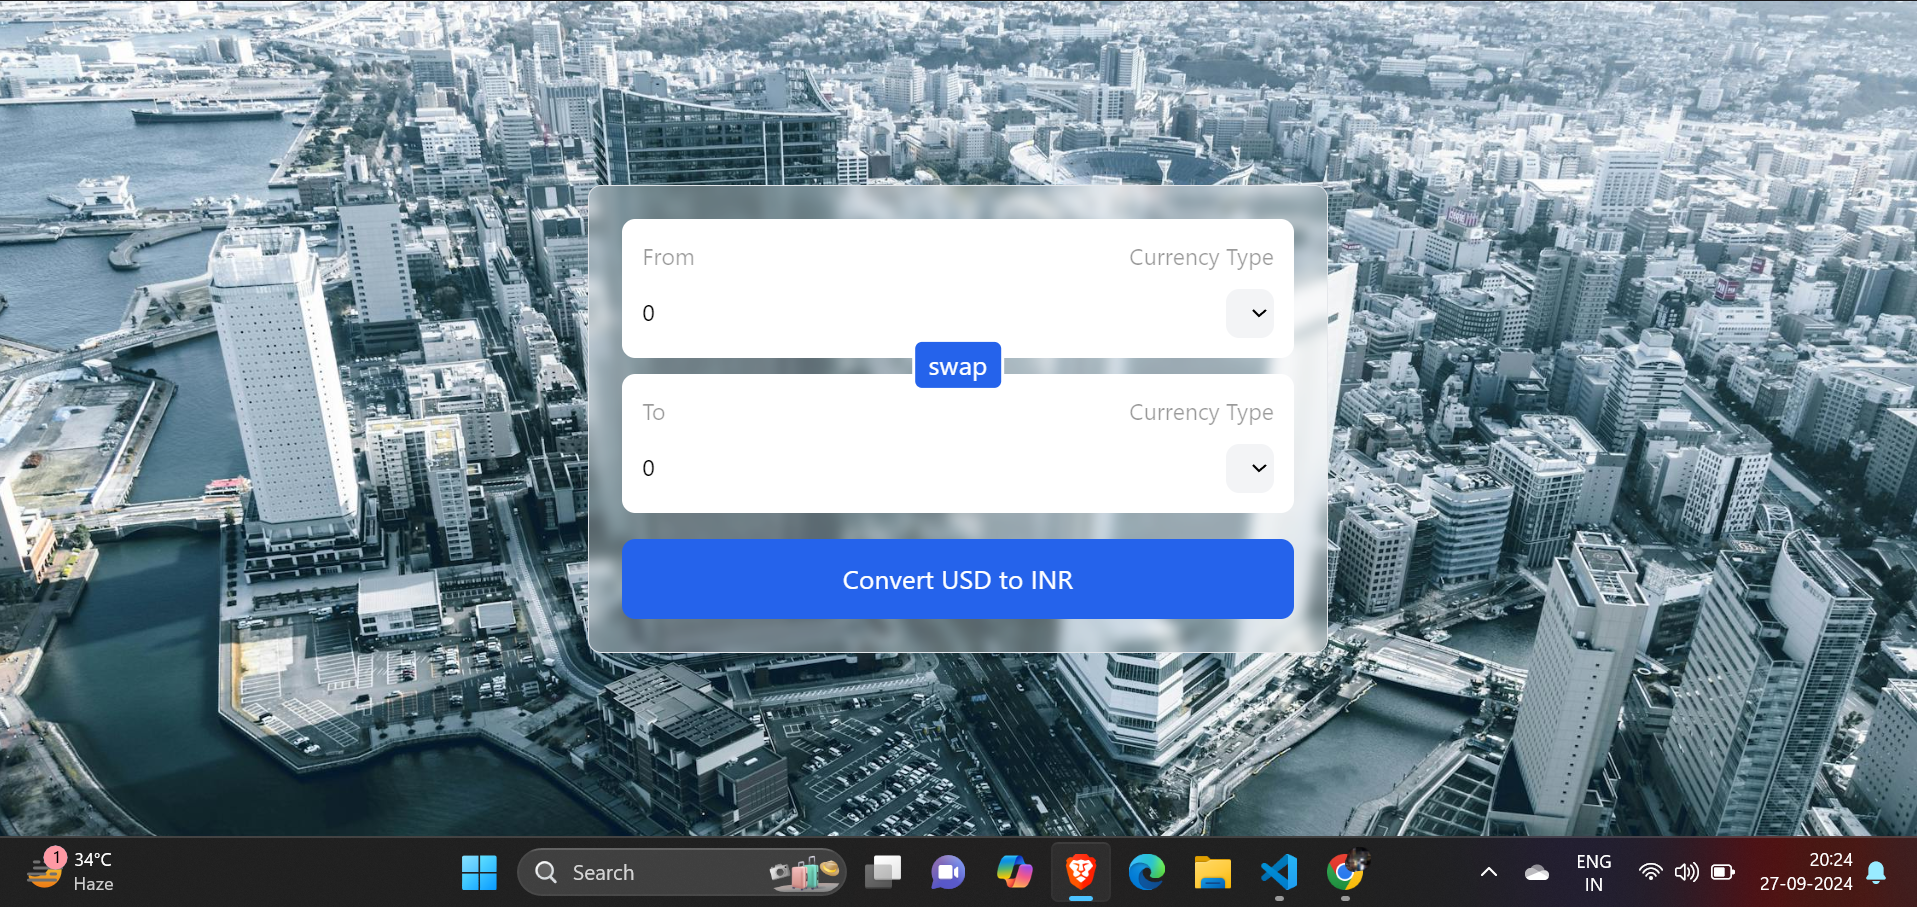 From
Currency Type
0
swap
To
Currency Type
0
Convert USD to INR
1
34°C
Haze
Search
ENG
IN
20:24
27-09-2024